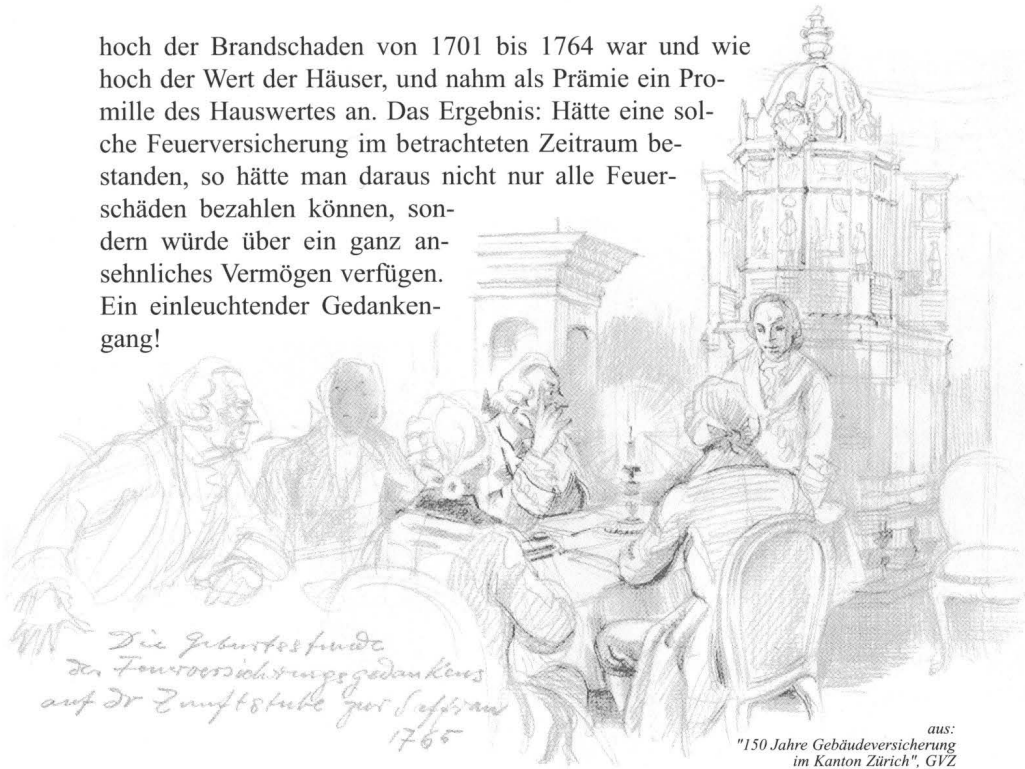 hoch der Brandschaden von 1701 bis 1764 war und wie
hoch der Wert der Häuser, und nahm als Prämie ein Pro-
mille des Hauswertes an. Das Ergebnis: Hätte eine sol-
che Feuerversicherung im betrachteten Zeitraum be-
standen, so hätte man daraus nicht nur alle Feuer-
schäden bezahlen können, son-
dern würde über ein ganz an-
sehnliches Vermögen verfügen.
Ein einleuchtender Gedanken-
gang!
Die Geburtsstunde
des Feuerversicherungsgedankens
auf der Zunftstube zur Saffran
1765
aus:
"150 Jahre Gebäudeversicherung
im Kanton Zürich", GVZ